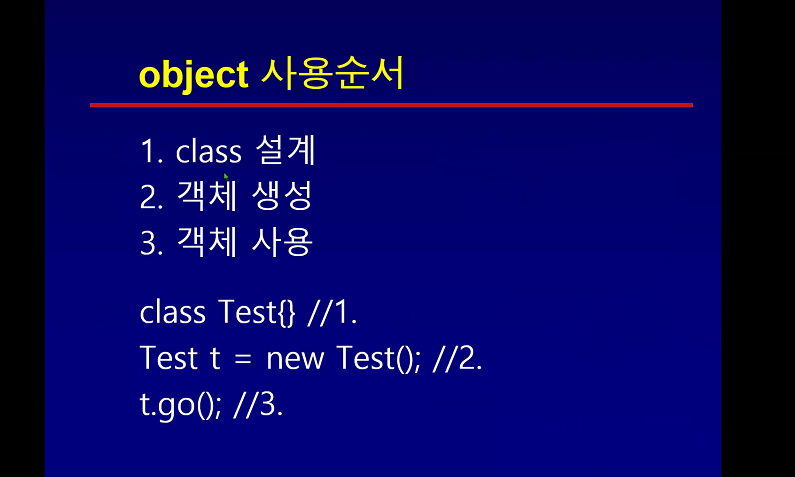 object 사용순서
1. class 설계
2. 객체 생성
3. 객체 사용
class Test{} //1.
Test t = new Test(); //2.
t.go(); //3.